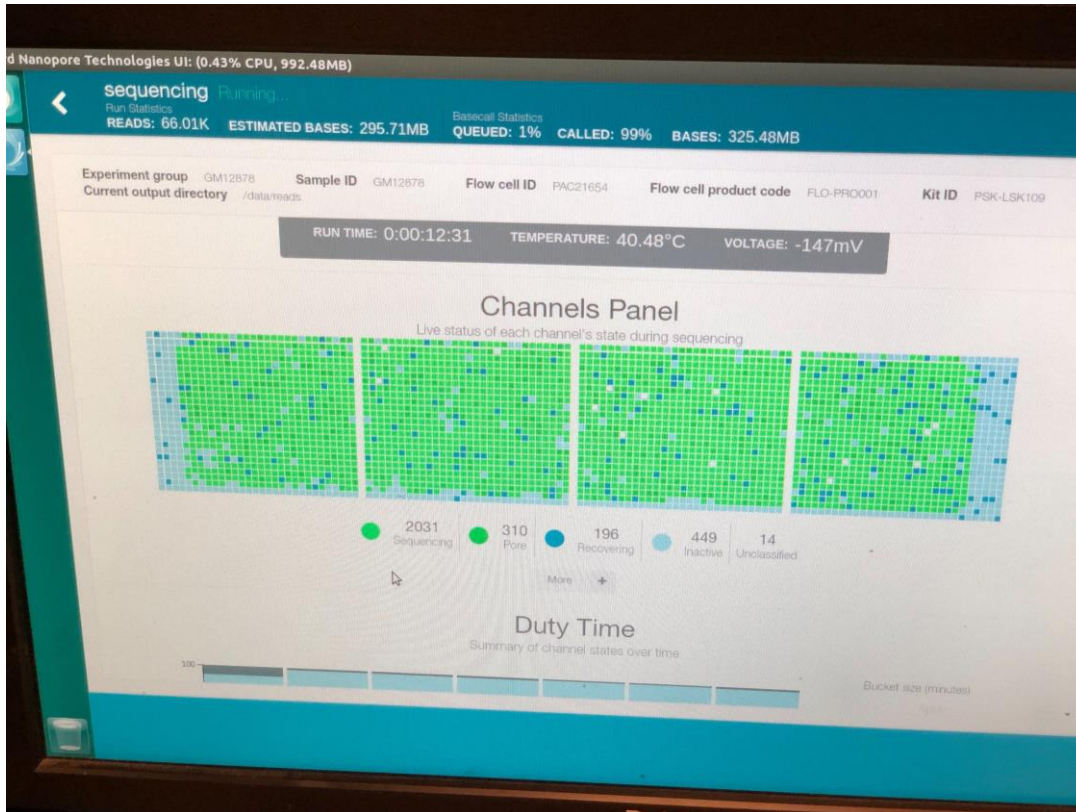 d Nanopore Technologies UI: (0.43% CPU, 992.48MB)
sequencing Running...
Run Statistics
READS: 66.01K ESTIMATED BASES: 295.71MB
Basecall Statistics
QUEUED: 1% CALLED: 99% BASES: 325.48MB
Experiment group GM12878 Sample ID GM12878 Flow cell ID PAC21654 Flow cell product code FLO-PRO001 Kit ID PSK-LSK109
Current output directory /data/reads
RUN TIME: 0:00:12:31 TEMPERATURE: 40.48°C VOLTAGE: -147mV
Channels Panel
Live status of each channel's state during sequencing
2031 310 196 449 14
Sequencing Pore Recovering Inactive Unclassified
More +
Duty Time
Summary of channel states over time
100
Bucket size (minutes)